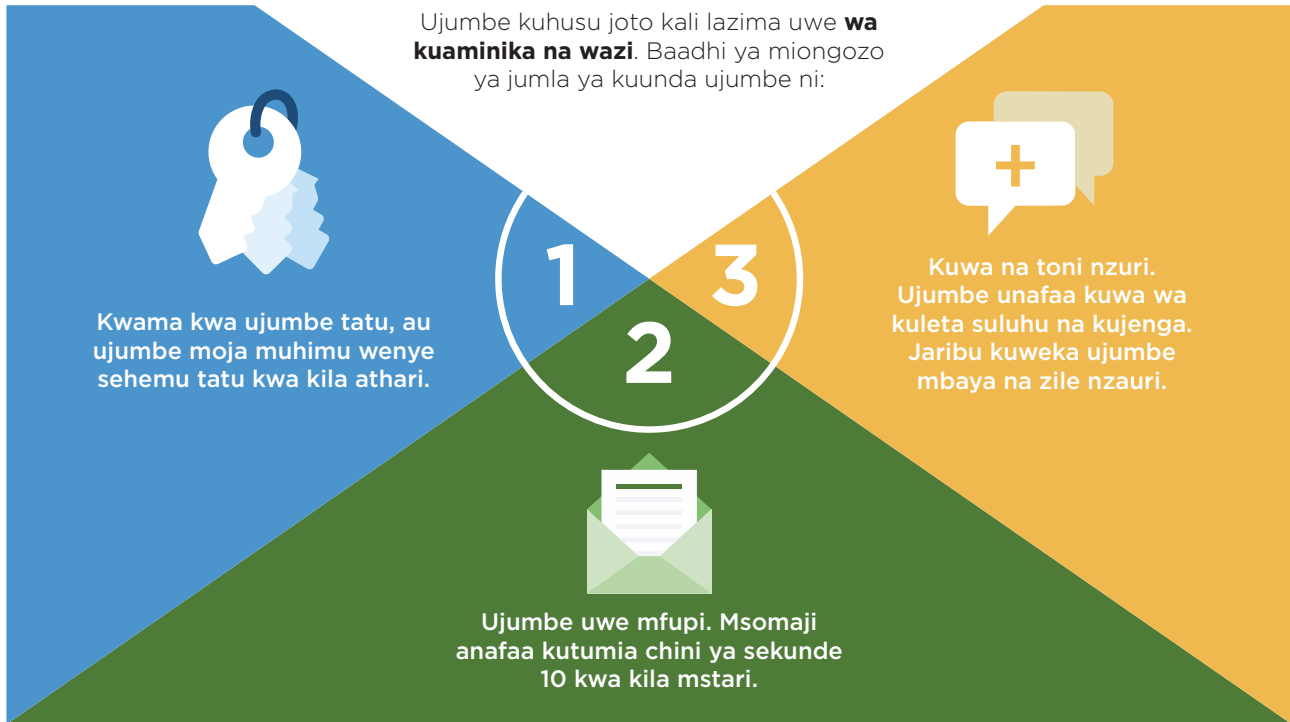 Ujumbe kuhusu joto kali lazima uwe wa
kuaminika na wazi. Baadhi ya miongozo
ya jumla ya kuunda ujumbe ni:
1
Kwama kwa ujumbe tatu, au
ujumbe moja muhimu wenye
sehemu tatu kwa kila athari.
2
Ujumbe uwe mfupi. Msomaji
anafaa kutumia chini ya sekunde
10 kwa kila mstari.
3
+
Kuwa na toni nzuri.
Ujumbe unafaa kuwa wa
kuleta suluhu na kujenga.
Jaribu kuweka ujumbe
mbaya na zile nzauri.